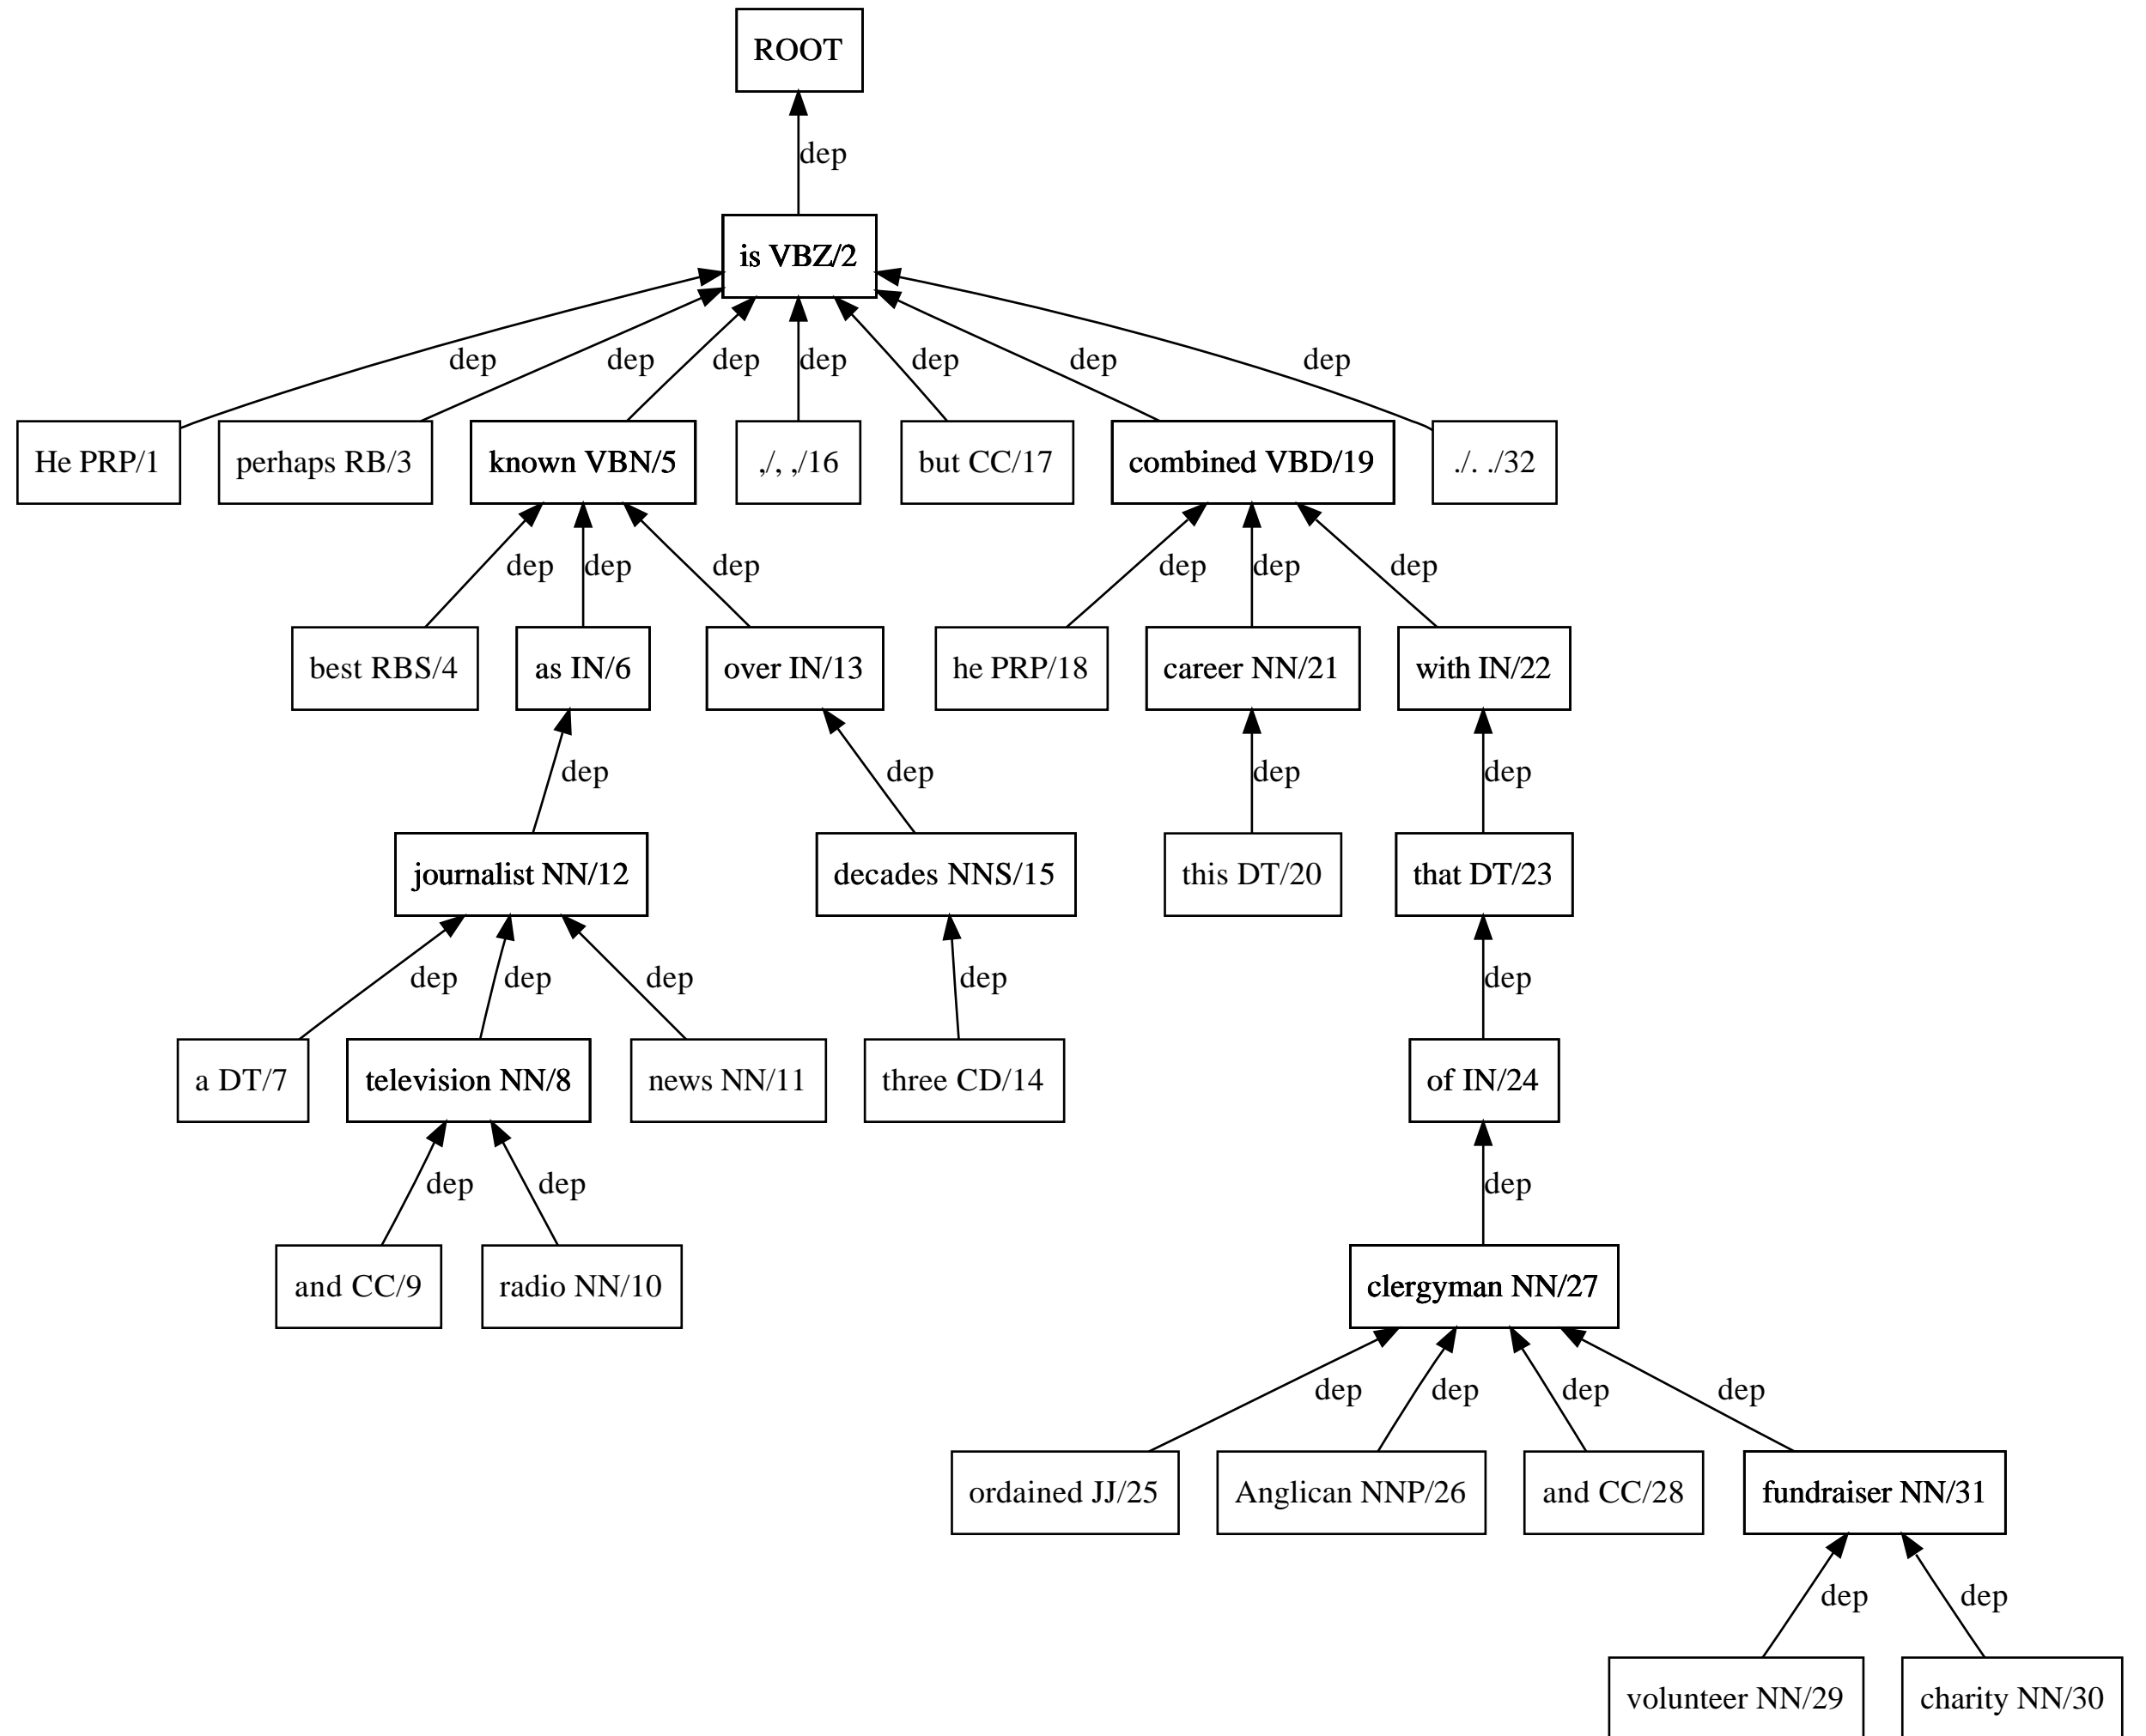 ROOT
dep
is VBZ/2
dep dep dep dep dep dep dep
He PRP/1 perhaps RB/3 known VBN/5 ,/, ,/16 but CC/17 combined VBD/19 ./. ./32
dep dep dep dep dep dep
best RBS/4 as IN/6 over IN/13 he PRP/18 career NN/21 with IN/22
dep dep dep dep
journalist NN/12 decades NNS/15 this DT/20 that DT/23
dep dep dep dep dep
a DT/7 television NN/8 news NN/11 three CD/14 of IN/24
dep dep dep
and CC/9 radio NN/10 clergyman NN/27
dep dep dep dep
ordained JJ/25 Anglican NNP/26 and CC/28 fundraiser NN/31
dep dep
volunteer NN/29 charity NN/30